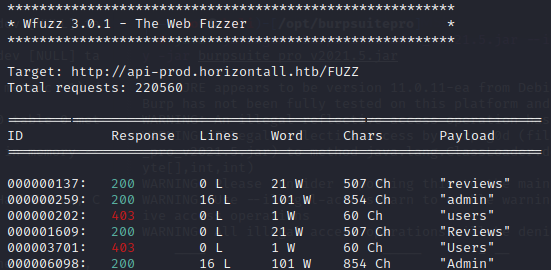 ********************************************************
* Wfuzz 3.0.1 - The Web Fuzzer                         *
********************************************************
Target: http://api-prod.horizontall.htb/FUZZ
Total requests: 220560
=====================================================================
ID           Response   Lines    Word       Chars       Payload
=====================================================================
000000137:   200        0 L      21 W       507 Ch      "reviews"
000000259:   200        16 L     101 W      854 Ch      "admin"
000000202:   403        0 L      1 W        60 Ch       "users"
000001609:   200        0 L      21 W       507 Ch      "Reviews"
000003701:   403        0 L      1 W        60 Ch       "Users"
000006098:   200        16 L     101 W      854 Ch      "Admin"